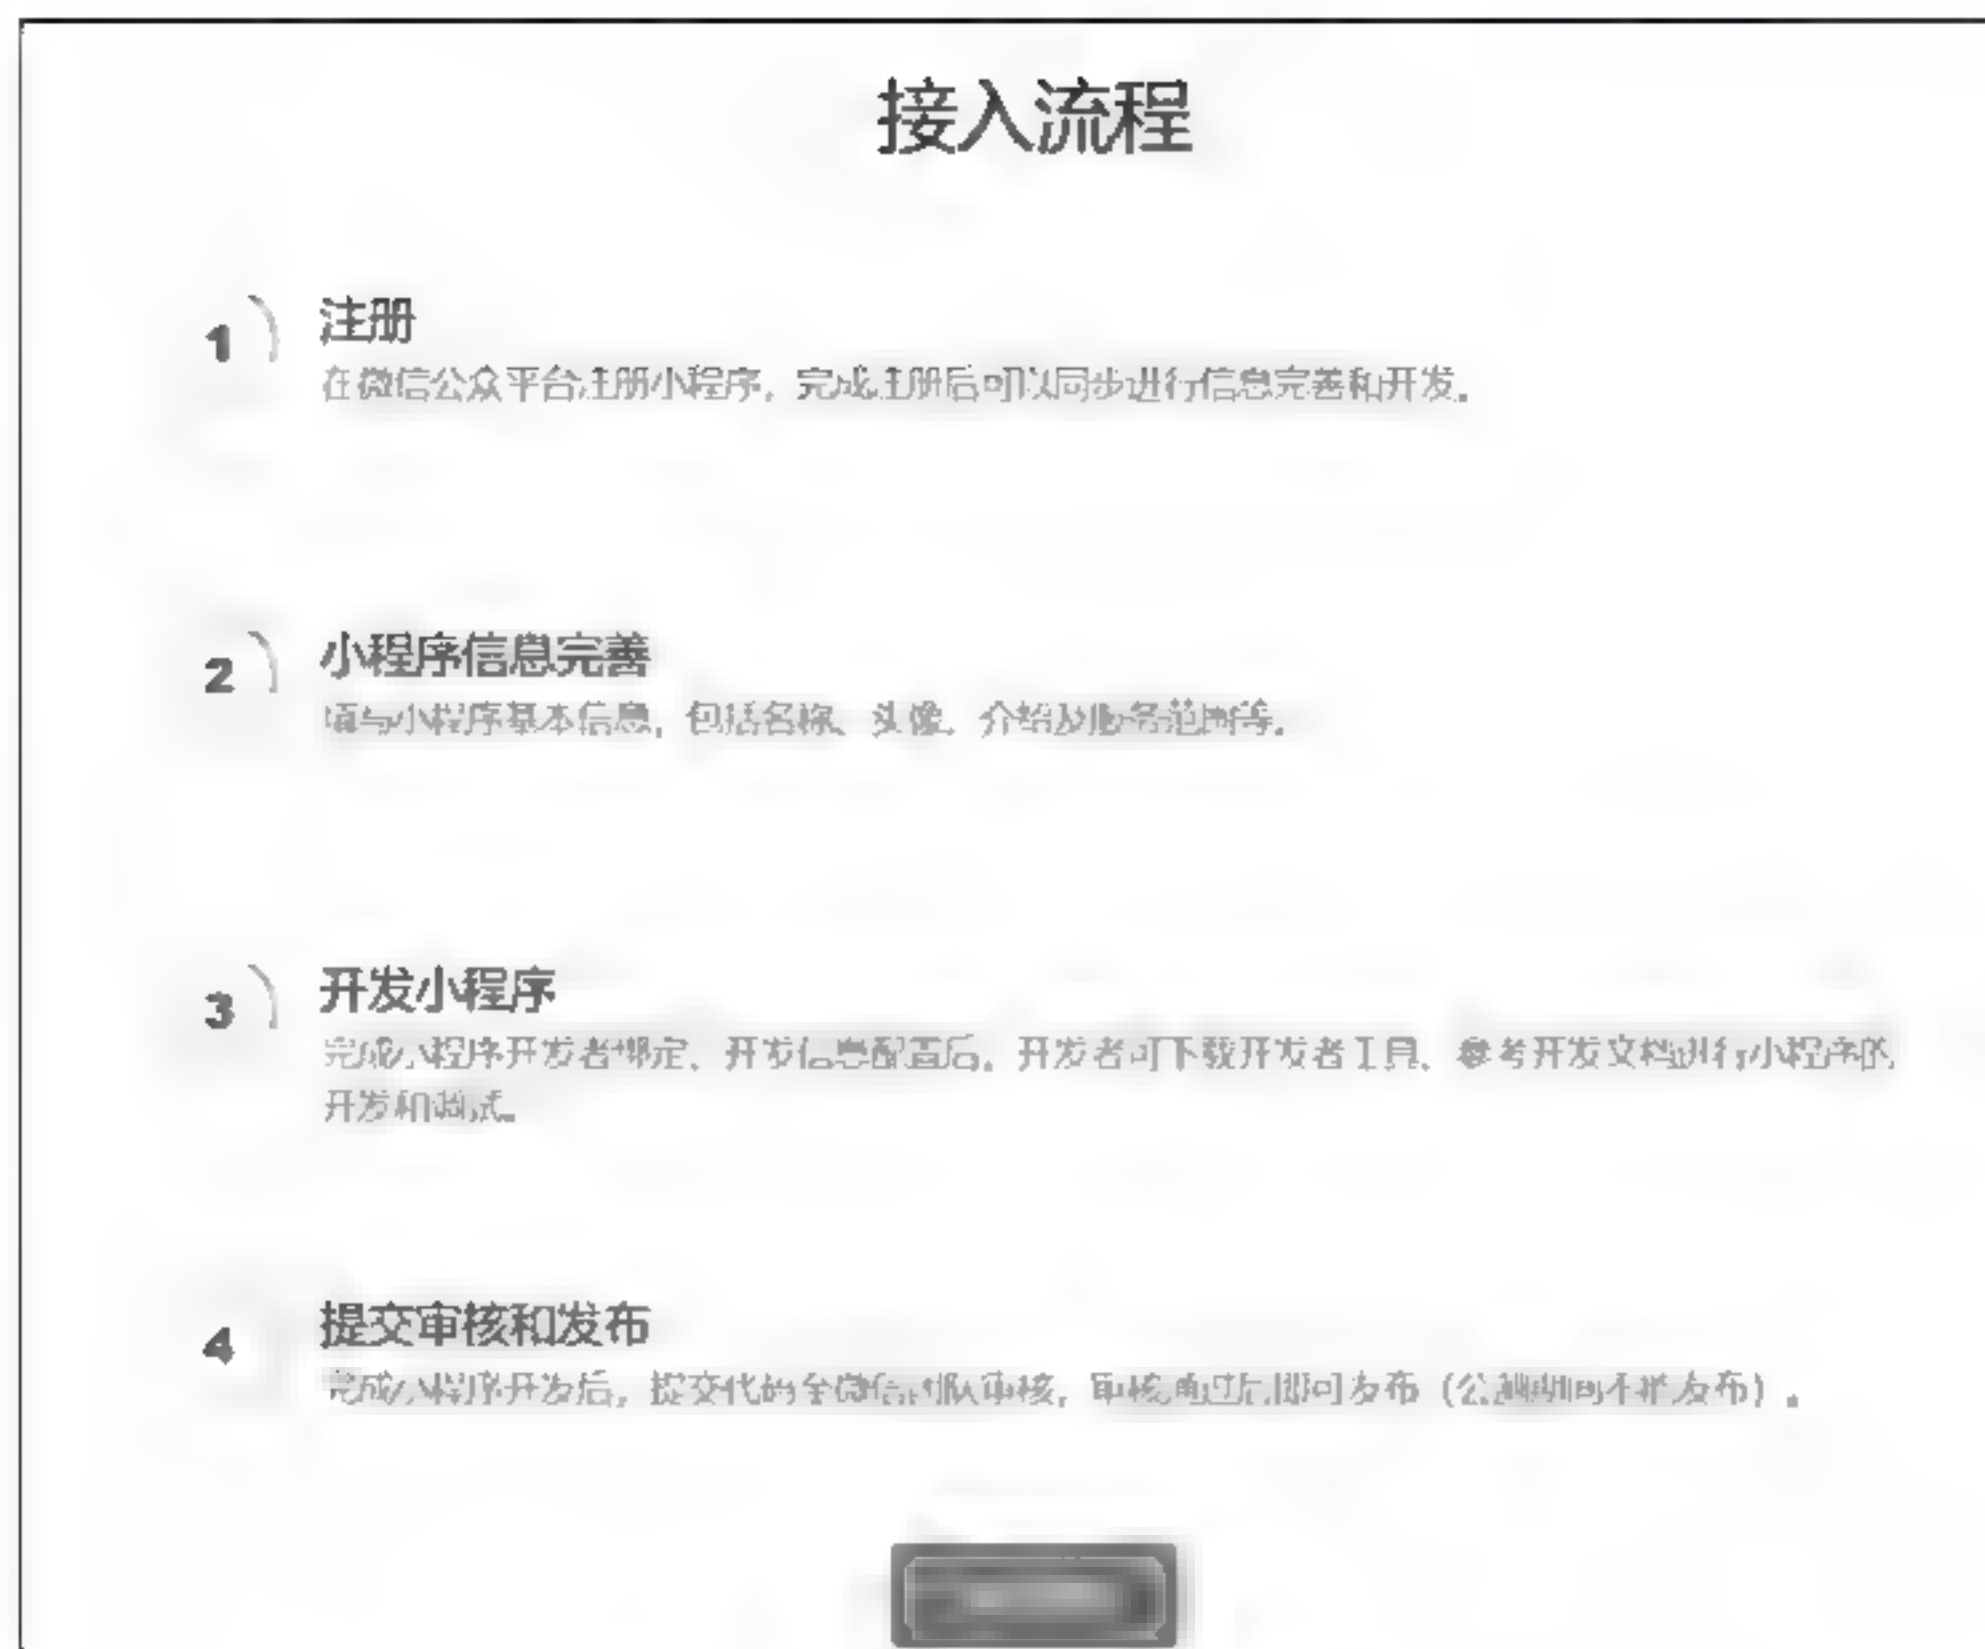 接入流程
1
注册
在微信公众平台注册小程序，完成注册后可以同步进行信息完善和开发。
2
小程序信息完善
填写小程序基本信息，包括名称、头像、介绍及服务范围等。
3
开发小程序
完成小程序开发者绑定、开发信息配置后，开发者可下载开发者工具、参考开发文档进行小程序的
开发和调试。
4
提交审核和发布
完成小程序开发后，提交代码至微信团队审核，审核通过后即可发布（公测期间不能发布）。